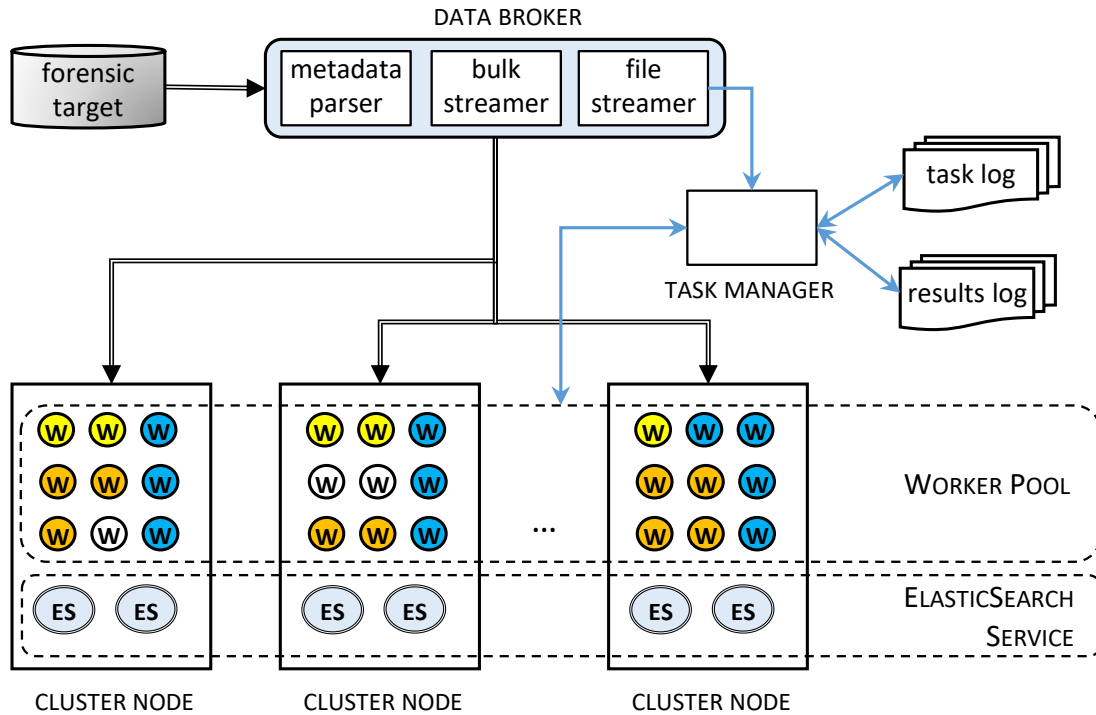 DATA BROKER
forensic
target
metadata
parser
bulk
streamer
file
streamer
task log
TASK MANAGER
results log
W W W W W W W W W
W W W W W W W W W
W W W W W W W W W
...
WORKER POOL
ES ES ES ES ES ES
ELASTICSEARCH
SERVICE
CLUSTER NODE
CLUSTER NODE
CLUSTER NODE